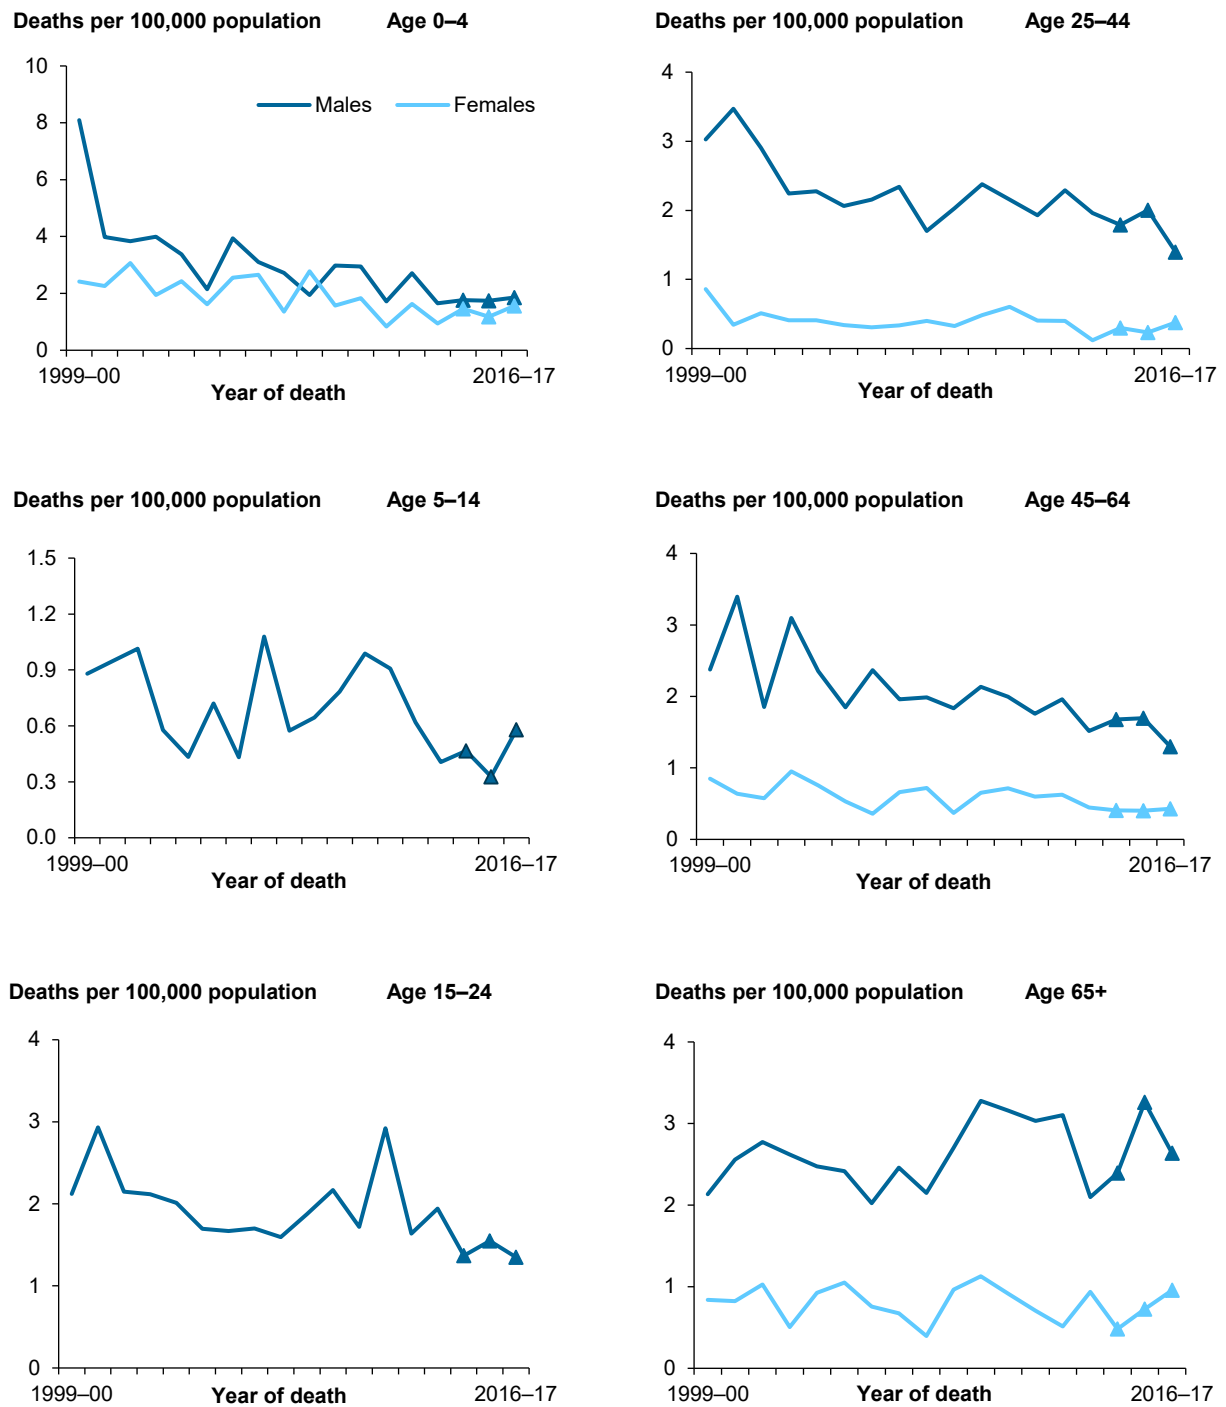 Deaths per 100,000 population Age 0–4
10
8
6
4
2
0
Males Females
1999–00 2016–17
Year of death
Deaths per 100,000 population Age 25–44
4
3
2
1
0
1999–00 2016–17
Year of death
Deaths per 100,000 population Age 5–14
1.5
1.2
0.9
0.6
0.3
0.0
1999–00 2016–17
Year of death
Deaths per 100,000 population Age 45–64
4
3
2
1
0
1999–00 2016–17
Year of death
Deaths per 100,000 population Age 15–24
4
3
2
1
0
1999–00 2016–17
Year of death
Deaths per 100,000 population Age 65+
4
3
2
1
0
1999–00 2016–17
Year of death